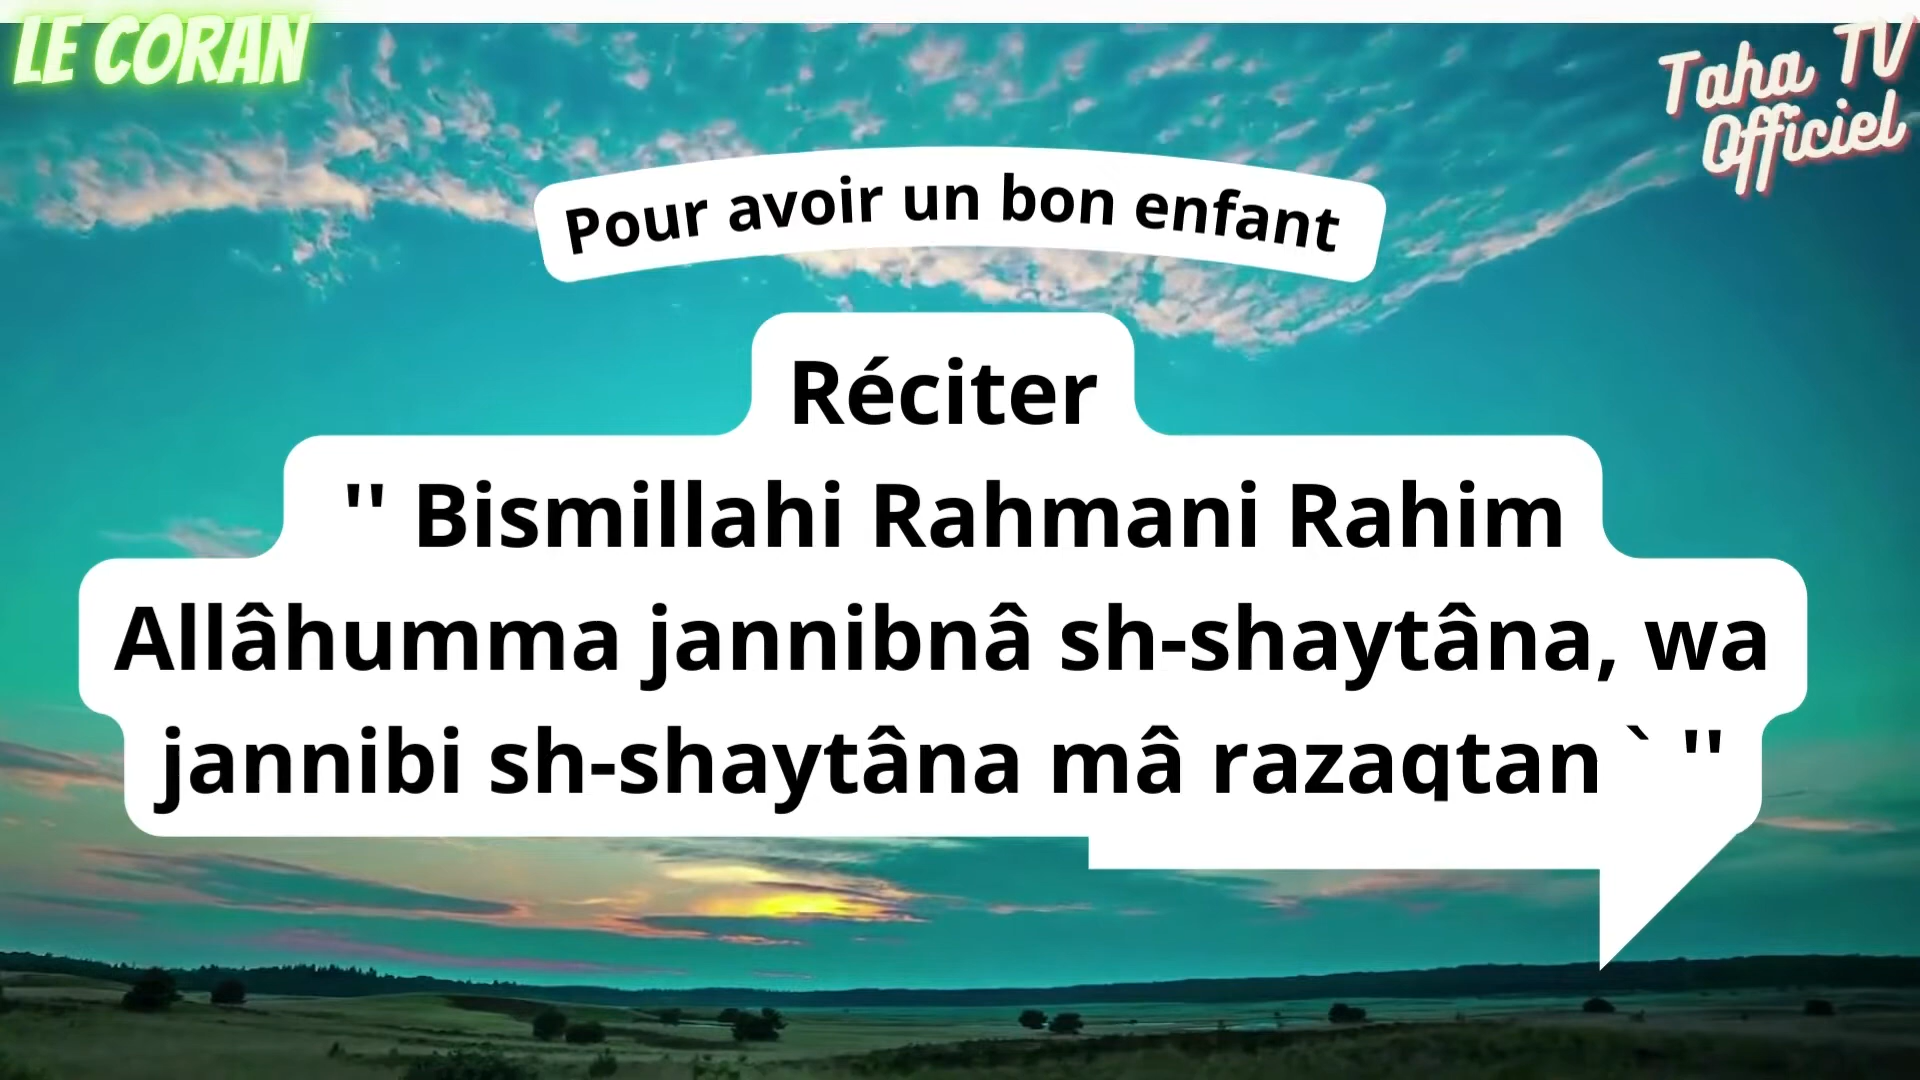 LE CORAN
Taha TV
Officiel
Pour avoir un bon enfant
Réciter
'' Bismillahi Rahmani Rahim
Allâhumma jannibnâ sh-shaytâna, wa
jannibi sh-shaytâna mâ razaqtan ` ''